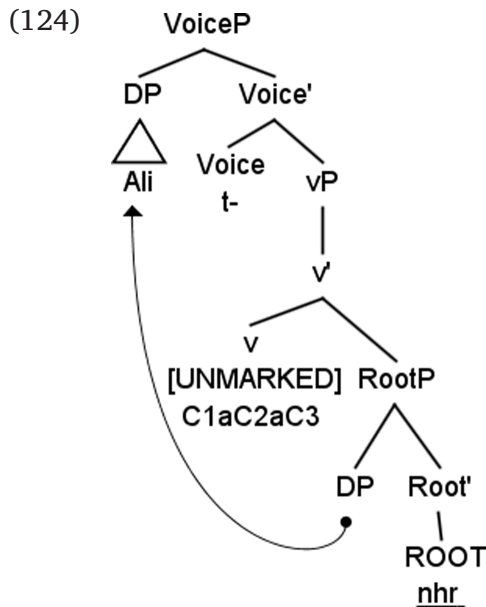 (124) VoiceP
DP Voice'
Ali Voice vP
t-
v'
v
[UNMARKED] RootP
C1aC2aC3
DP Root'
ROOT
nhr